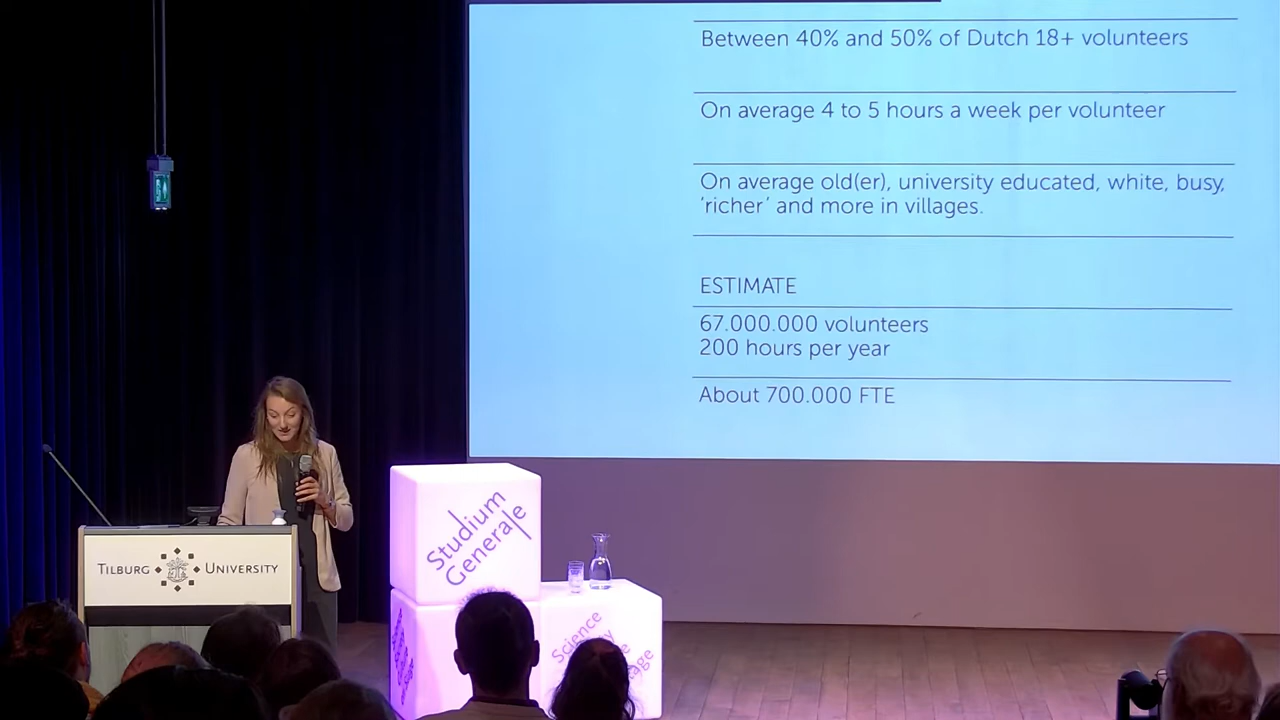 Between 40% and 50% of Dutch 18+ volunteers
On average 4 to 5 hours a week per volunteer
On average old(er), university educated, white, busy,
'richer' and more in villages.
ESTIMATE
67.000.000 volunteers
200 hours per year
About 700.000 FTE
TILBURG UNIVERSITY
Studium
Generale
Science